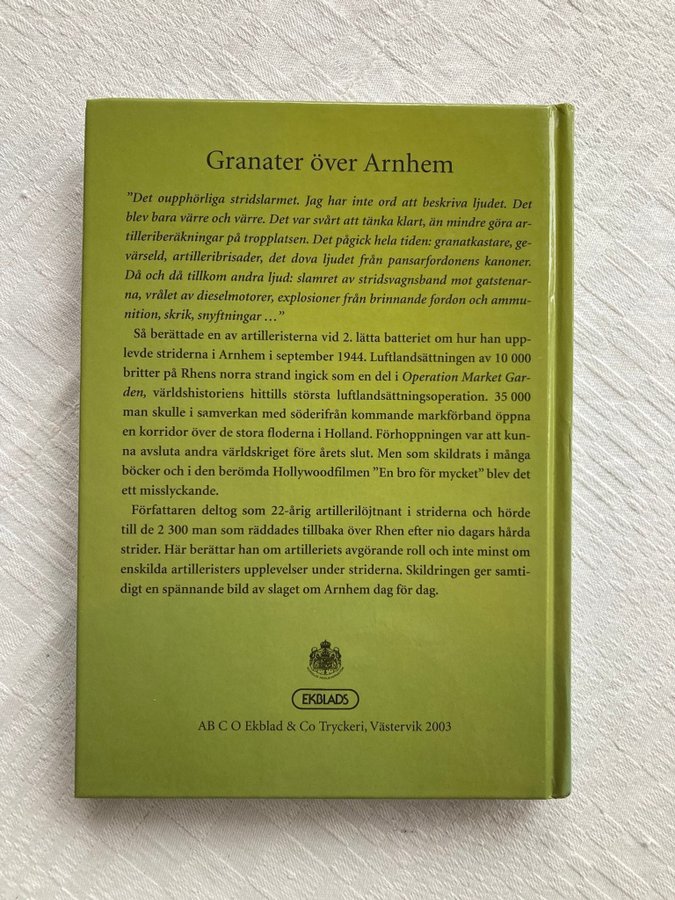 Granater över Arnhem
”Det oupphörliga stridslarmet. Jag har inte ord att beskriva ljudet. Det
blev bara värre och värre. Det var svårt att tänka klart, än mindre göra ar-
tilleriberäkningar på tropplatsen. Det pågick hela tiden: granatkastare, ge-
värseld, artilleribrisader, det dova ljudet från pansarfordonens kanoner.
Då och då tillkom andra ljud: slamret av stridsvagnsband mot gatstenar-
na, vrålet av dieselmotorer, explosioner från brinnande fordon och ammu-
nition, skrik, snyftningar …”
Så berättade en av artilleristerna vid 2. lätta batteriet om hur han upp-
levde striderna i Arnhem i september 1944. Luftlandsättningen av 10 000
britter på Rhens norra strand ingick som en del i Operation Market Gar-
den, världshistoriens hittills största luftlandsättningsoperation. 35 000
man skulle i samverkan med söderifrån kommande markförband öppna
en korridor över de stora floderna i Holland. Förhoppningen var att kun-
na avsluta andra världskriget före årets slut. Men som skildrats i många
böcker och i den berömda Hollywoodfilmen ”En bro för mycket” blev det
ett misslyckande.
Författaren deltog som 22-årig artillerilöjtnant i striderna och hörde
till de 2 300 man som räddades tillbaka över Rhen efter nio dagars hårda
strider. Här berättar han om artilleriets avgörande roll och inte minst om
enskilda artilleristers upplevelser under striderna. Skildringen ger samti-
digt en spännande bild av slaget om Arnhem dag för dag.
EKBLADS
AB C O Ekblad & Co Tryckeri, Västervik 2003